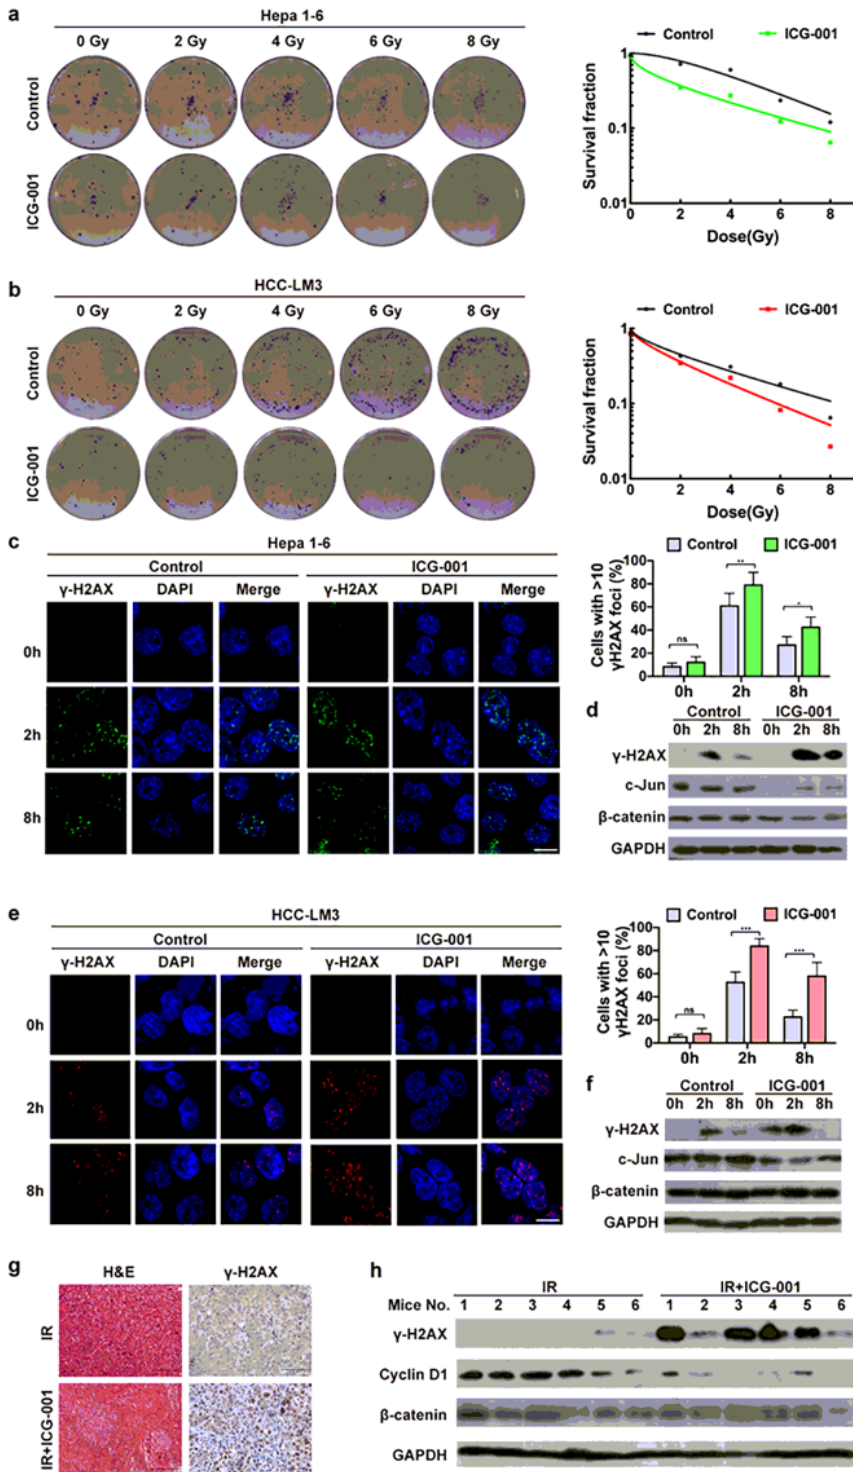 a
Hepa 1-6
0 Gy 2 Gy 4 Gy 6 Gy 8 Gy
Control
ICG-001
Control ICG-001
Survival fraction
1
0.1
0.01
0 2 4 6 8
Dose(Gy)
b
HCC-LM3
0 Gy 2 Gy 4 Gy 6 Gy 8 Gy
Control
ICG-001
Control ICG-001
Survival fraction
1
0.1
0.01
0 2 4 6 8
Dose(Gy)
c
Hepa 1-6
Control ICG-001
γ-H2AX DAPI Merge γ-H2AX DAPI Merge
0h
2h
8h
Control ICG-001
Cells with >10
γH2AX foci (%)
100
80
60
40
20
0
ns ** *
0h 2h 8h
d
Control ICG-001
0h 2h 8h 0h 2h 8h
γ-H2AX
c-Jun
β-catenin
GAPDH
e
HCC-LM3
Control ICG-001
γ-H2AX DAPI Merge γ-H2AX DAPI Merge
0h
2h
8h
Control ICG-001
Cells with >10
γH2AX foci (%)
100
80
60
40
20
0
ns *** ***
0h 2h 8h
f
Control ICG-001
0h 2h 8h 0h 2h 8h
γ-H2AX
c-Jun
β-catenin
GAPDH
g
H&E γ-H2AX
IR
IR+ICG-001
h
IR IR+ICG-001
Mice No. 1 2 3 4 5 6 1 2 3 4 5 6
γ-H2AX
Cyclin D1
β-catenin
GAPDH